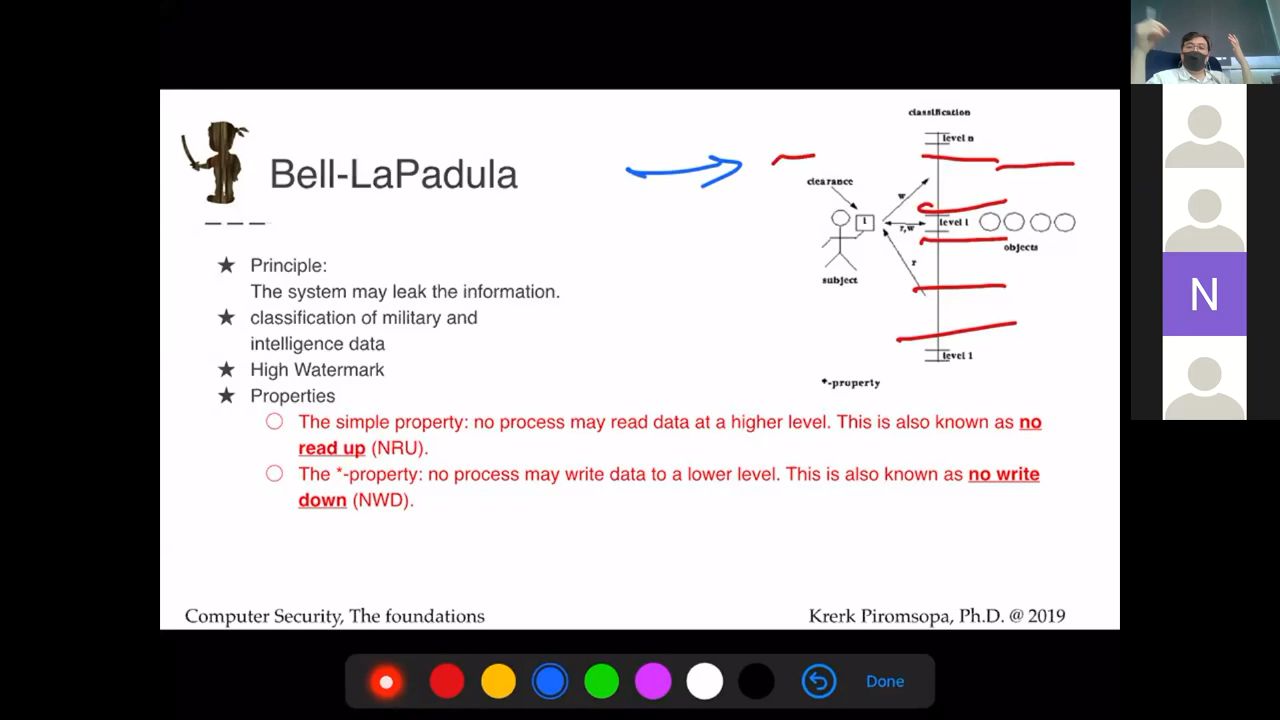 classification
level n
Bell-LaPadula
clearance
w
l
r,w
level l
objects
r
subject
level 1
*-property
★ Principle:
The system may leak the information.
★ classification of military and
intelligence data
★ High Watermark
★ Properties
○ The simple property: no process may read data at a higher level. This is also known as no
read up (NRU).
○ The *-property: no process may write data to a lower level. This is also known as no write
down (NWD).
Computer Security, The foundations
Krerk Piromsopa, Ph.D. @ 2019
N
Done